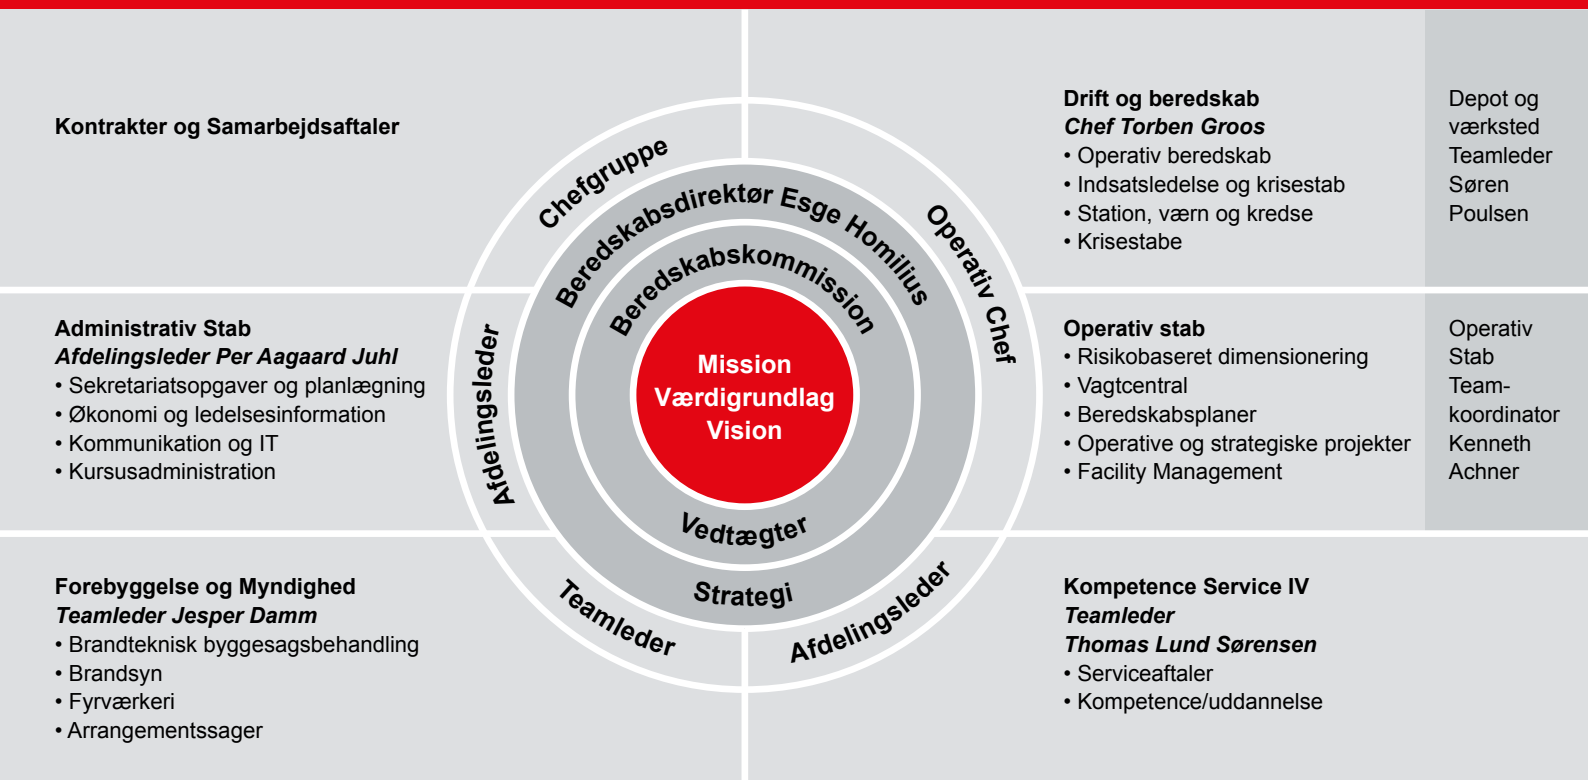 Kontrakter og Samarbejdsaftaler
Administrativ Stab
Afdelingsleder Per Aagaard Juhl
• Sekretariatsopgaver og planlægning
• Økonomi og ledelsesinformation
• Kommunikation og IT
• Kursusadministration
Forebyggelse og Myndighed
Teamleder Jesper Damm
• Brandteknisk byggesagsbehandling
• Brandsyn
• Fyrværkeri
• Arrangementssager
Chefgruppe
Operativ Chef
Afdelingsleder
Teamleder
Afdelingsleder
Beredskabsdirektør Esge Homilius
Strategi
Beredskabskommission
Vedtægter
Mission
Værdigrundlag
Vision
Drift og beredskab
Chef Torben Groos
• Operativ beredskab
• Indsatsledelse og krisestab
• Station, værn og kredse
• Krisestabe
Depot og
værksted
Teamleder
Søren
Poulsen
Operativ stab
• Risikobaseret dimensionering
• Vagtcentral
• Beredskabsplaner
• Operative og strategiske projekter
• Facility Management
Operativ
Stab
Team-
koordinator
Kenneth
Achner
Kompetence Service IV
Teamleder
Thomas Lund Sørensen
• Serviceaftaler
• Kompetence/uddannelse